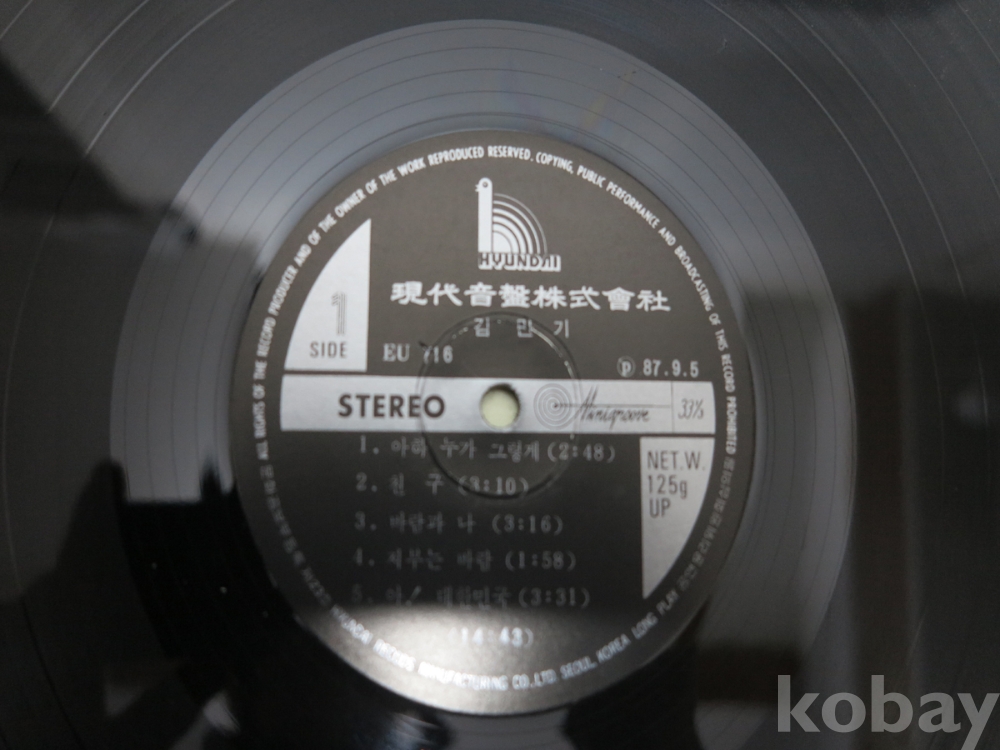 ALL RIGHTS OF THE RECORD PRODUCER AND OF THE OWNER OF THE WORK REPRODUCED RESERVED. COPYING, PUBLIC PERFORMANCE AND BROADCASTING OF THIS RECORD PROHIBITED
HYUNDAI
現代音盤株式會社
김 민 기
1
SIDE
EU 716
Ⓟ 87.9.5
STEREO
Minigroove
33⅓
1. 아하 누가 그렇게 (2:48)
2. 친 구 (3:10)
3. 바람과 나 (3:16)
4. 저부는 바람 (1:58)
5. 아! 대한민국 (3:31)
(14:43)
NET.W.
125g
UP
HYUNDAI RECORDS MANUFACTURING CO.,LTD. SEOUL, KOREA LONG PLAY
kobay